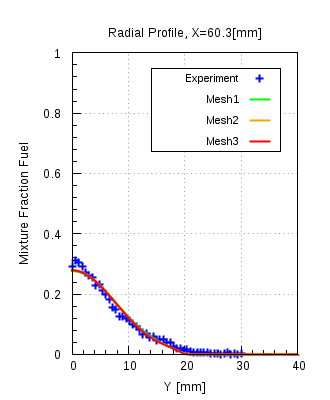 Radial Profile, X=60.3[mm]
1
Experiment
Mesh1
Mesh2
Mesh3
0.8
0.6
0.4
0.2
0
Mixture Fraction Fuel
0 10 20 30 40
Y [mm]